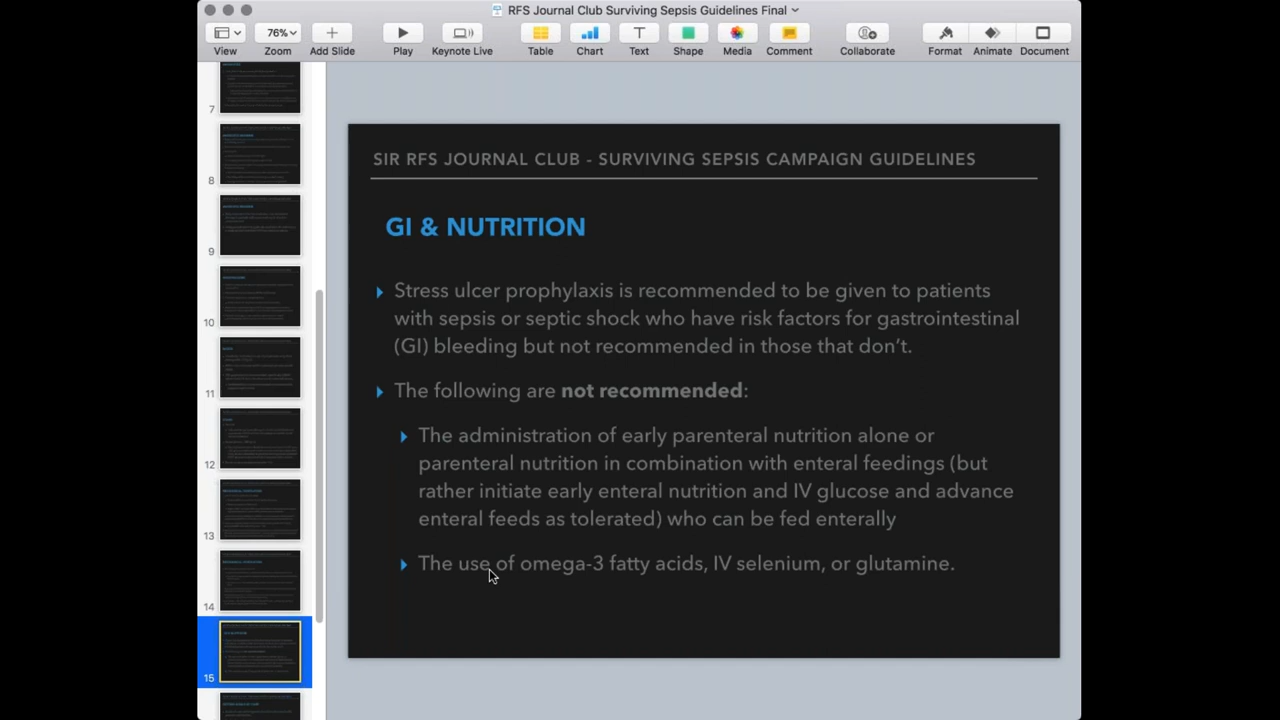 RFS Journal Club Surviving Sepsis Guidelines Final
76%
View
Zoom
Add Slide
Play
Keynote Live
Table
Chart
Text
Shape
Media
Comment
Collaborate
Format
Animate
Document
7
8
9
10
11
12
13
14
15
SIR RFS JOURNAL CLUB - SURVIVING SEPSIS CAMPAIGN GUIDELINES
GI & NUTRITION
Stress ulcer prophylaxis is recommended to be given to patients
with sepsis or septic shock who have risk factors for gastrointestinal
(GI) bleeding but not recommended in those that don't.
The following are not recommended:
The administration of early parenteral nutrition alone or
parenteral nutrition in combination with enteral feedings (but
rather initiate early enteral nutrition and IV glucose and advance
enteral feeds as tolerated) who can be fed enterally
The use of omega-3 fatty acids, IV selenium, or glutamine.